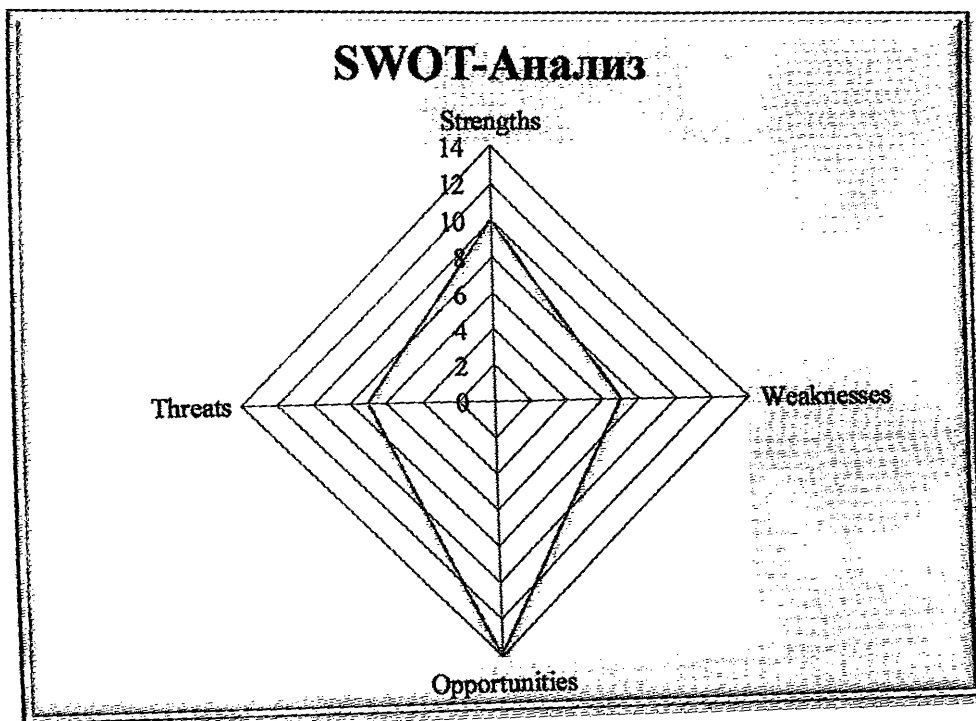 SWOT-Анализ
Strengths
14
12
10
8
6
4
2
0
Threats
Weaknesses
Opportunities